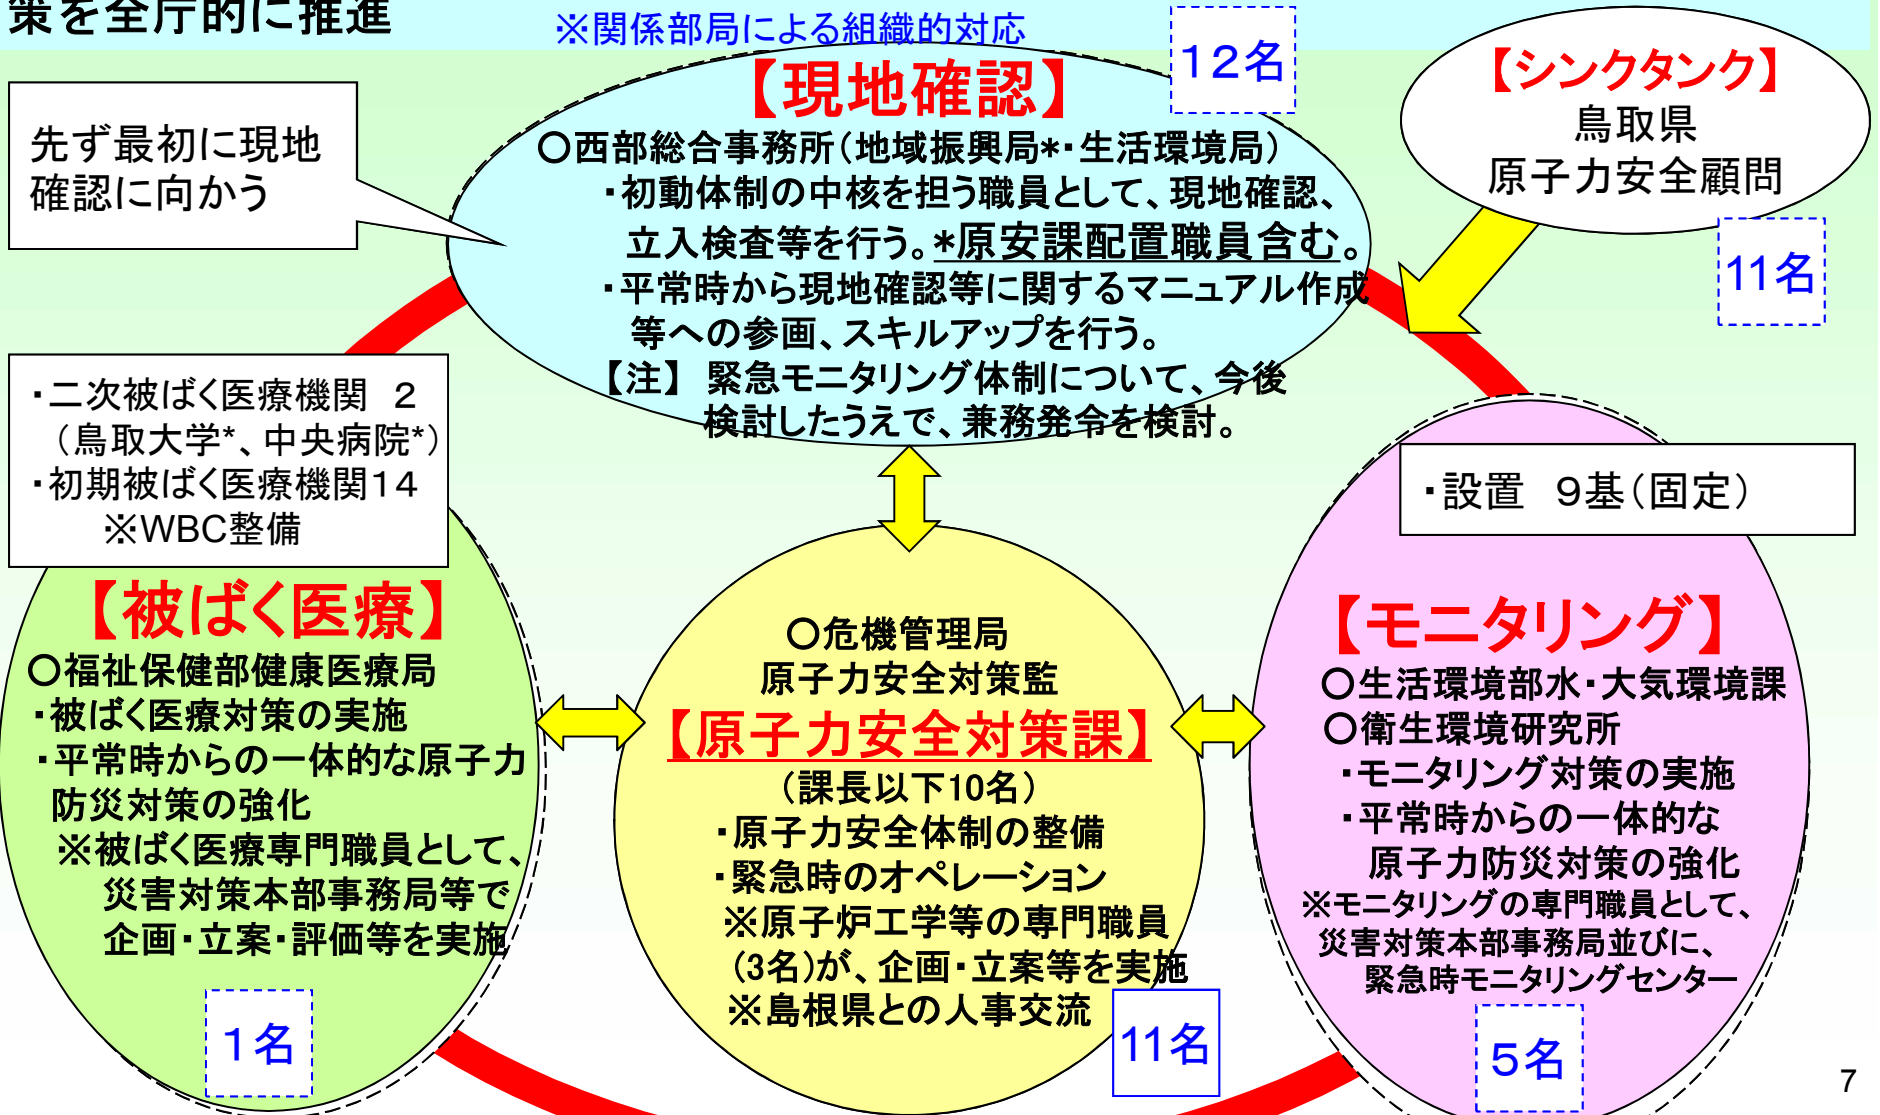 策を全庁的に推進
※関係部局による組織的対応
12名
【現地確認】
○西部総合事務所(地域振興局*・生活環境局)
・初動体制の中核を担う職員として、現地確認、
立入検査等を行う。*原安課配置職員含む。
・平常時から現地確認等に関するマニュアル作成
等への参画、スキルアップを行う。
【注】 緊急モニタリング体制について、今後
検討したうえで、兼務発令を検討。
先ず最初に現地
確認に向かう
【シンクタンク】
鳥取県
原子力安全顧問
11名
・二次被ばく医療機関 2
(鳥取大学*、中央病院*)
・初期被ばく医療機関14
※WBC整備
【被ばく医療】
○福祉保健部健康医療局
・被ばく医療対策の実施
・平常時からの一体的な原子力
防災対策の強化
※被ばく医療専門職員として、
災害対策本部事務局等で
企画・立案・評価等を実施
1名
○危機管理局
原子力安全対策監
【原子力安全対策課】
(課長以下10名)
・原子力安全体制の整備
・緊急時のオペレーション
※原子炉工学等の専門職員
(3名)が、企画・立案等を実施
※島根県との人事交流
11名
・設置 9基(固定)
【モニタリング】
○生活環境部水・大気環境課
○衛生環境研究所
・モニタリング対策の実施
・平常時からの一体的な
原子力防災対策の強化
※モニタリングの専門職員として、
災害対策本部事務局並びに、
緊急時モニタリングセンター
5名
7